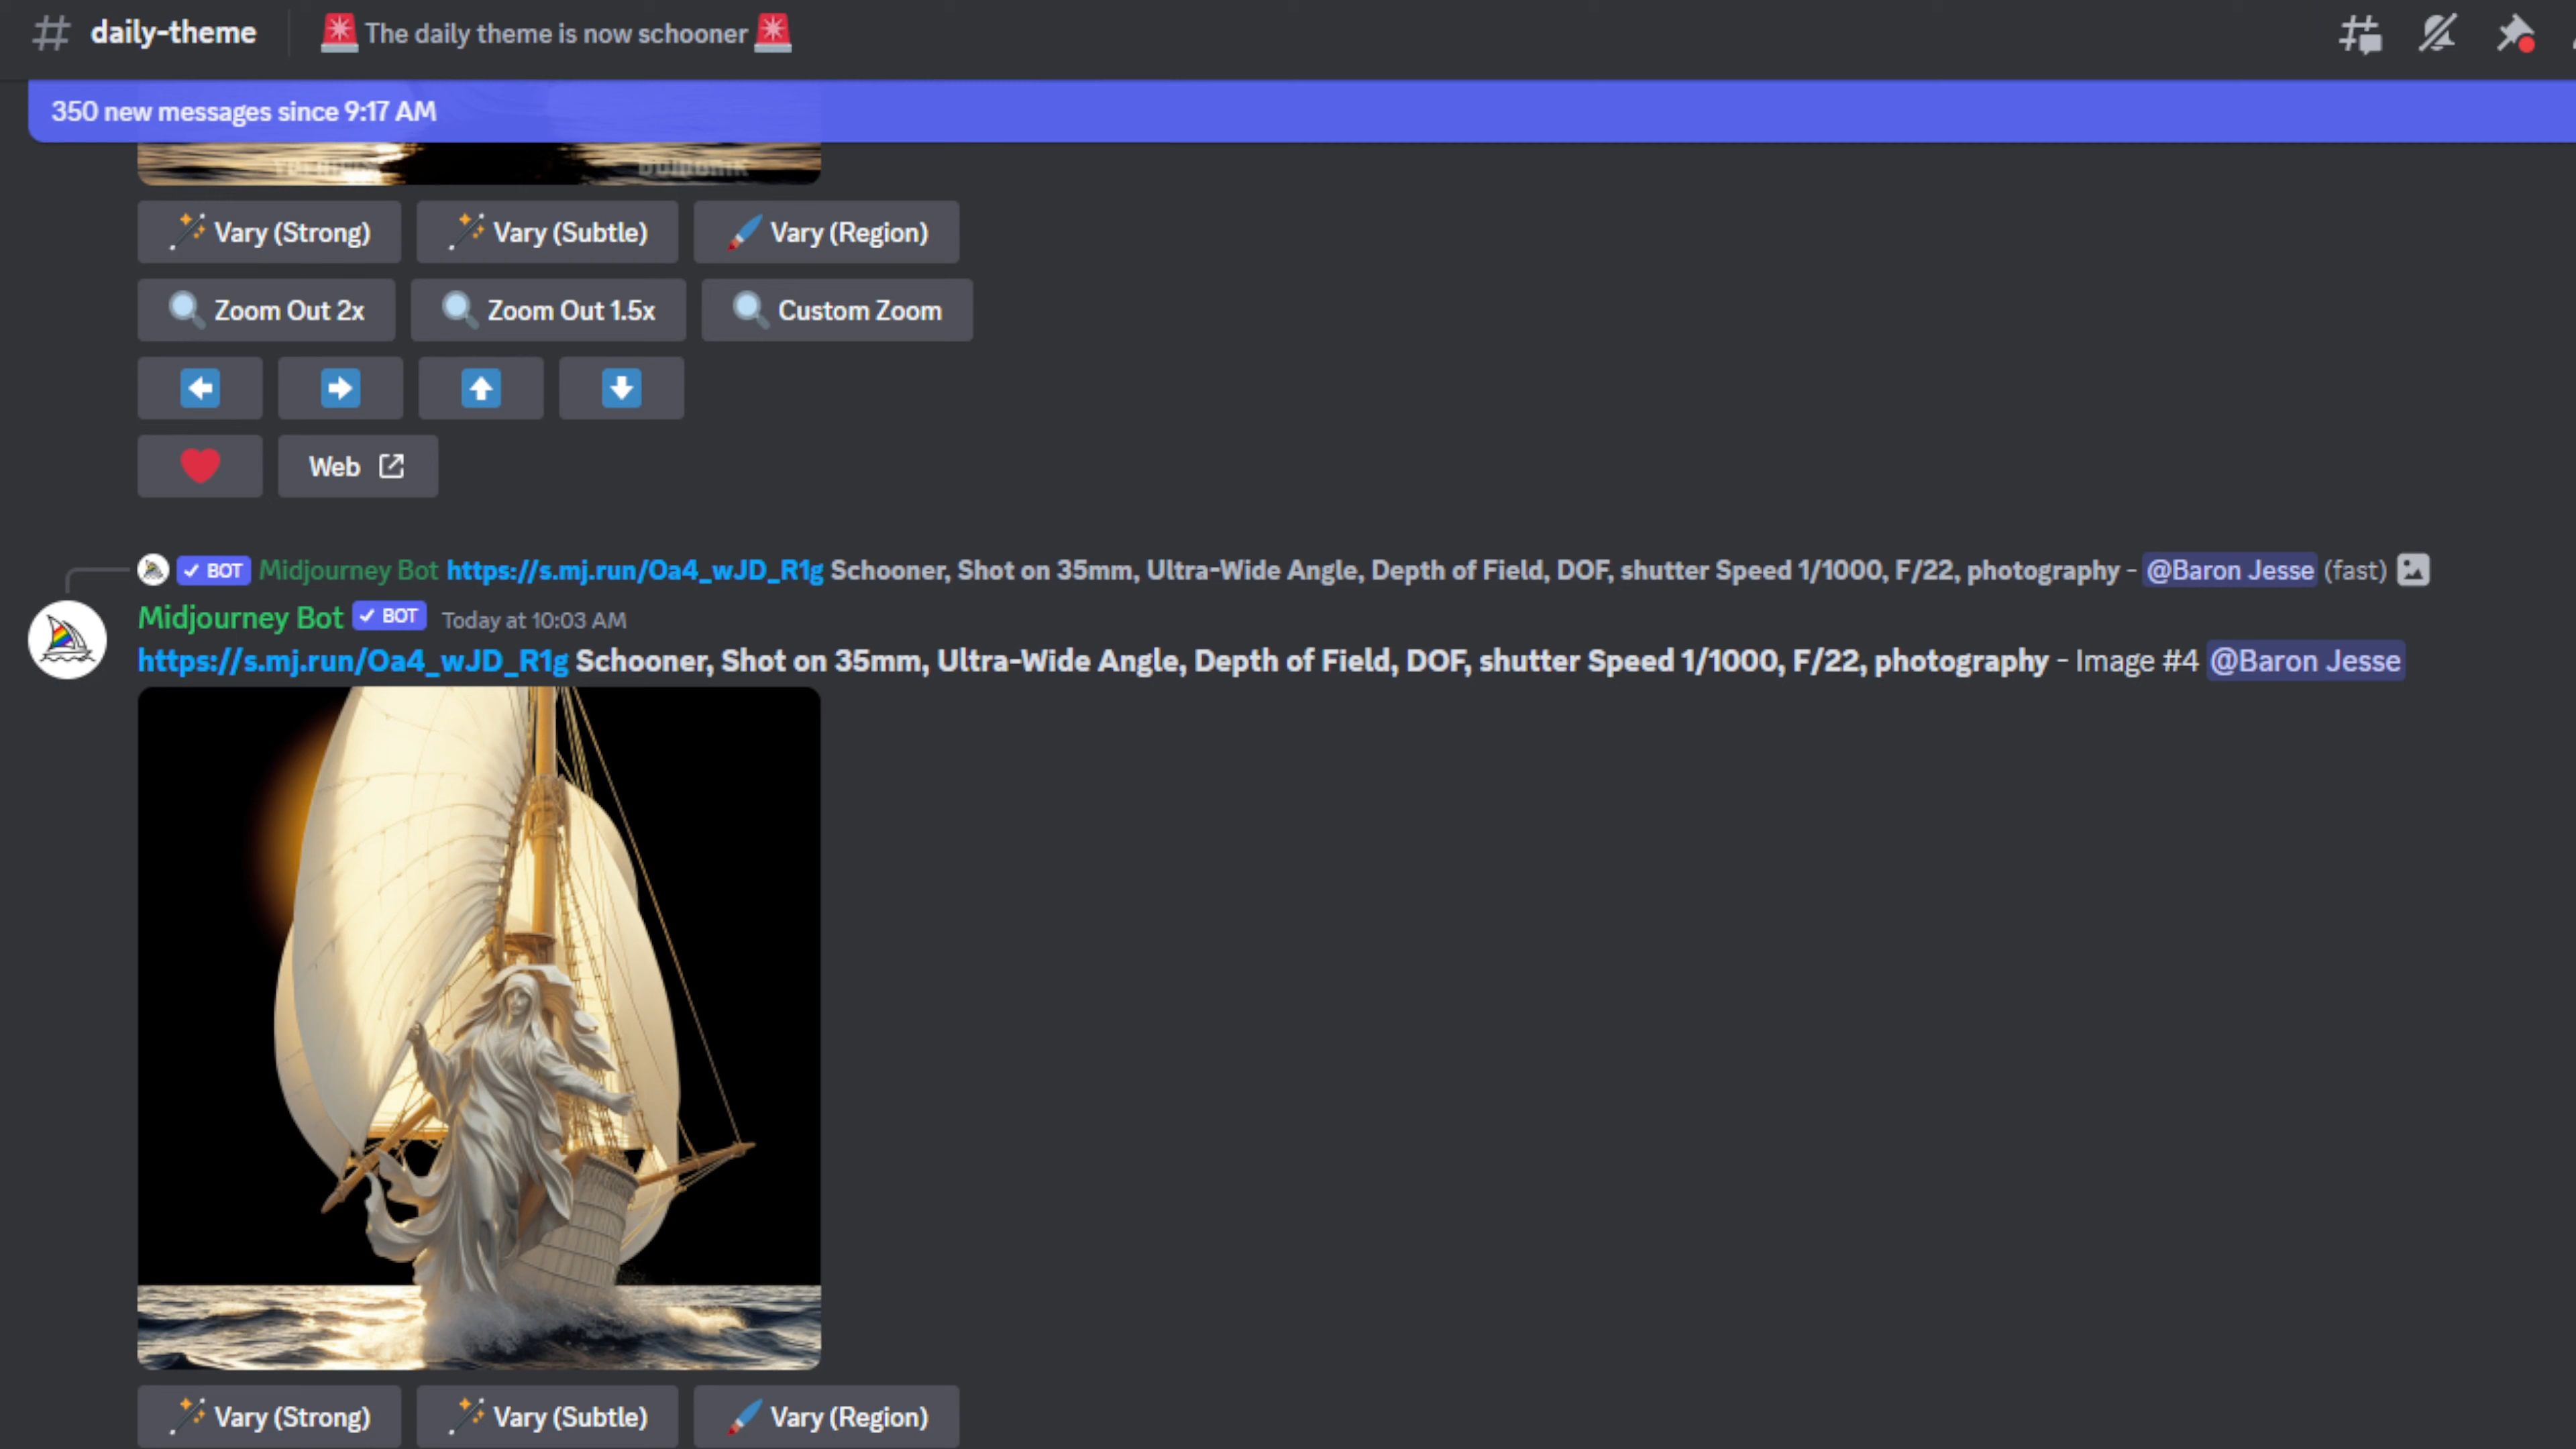 daily-theme
The daily theme is now schooner
350 new messages since 9:17 AM
Vary (Strong)
Vary (Subtle)
Vary (Region)
Zoom Out 2x
Zoom Out 1.5x
Custom Zoom
Web
BOT Midjourney Bot https://s.mj.run/Oa4_wJD_R1g Schooner, Shot on 35mm, Ultra-Wide Angle, Depth of Field, DOF, shutter Speed 1/1000, F/22, photography - @Baron Jesse (fast)
Midjourney Bot BOT Today at 10:03 AM
https://s.mj.run/Oa4_wJD_R1g Schooner, Shot on 35mm, Ultra-Wide Angle, Depth of Field, DOF, shutter Speed 1/1000, F/22, photography - Image #4 @Baron Jesse
Vary (Strong)
Vary (Subtle)
Vary (Region)